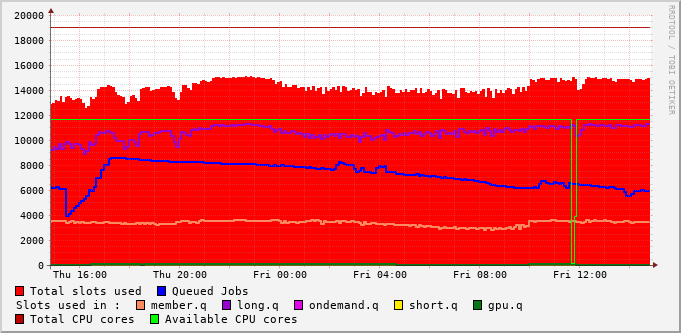 RRDTOOL / TOBI OETIKER
20000
18000
16000
14000
12000
10000
8000
6000
4000
2000
0
Thu 16:00 Thu 20:00 Fri 00:00 Fri 04:00 Fri 08:00 Fri 12:00
Total slots used Queued Jobs
Slots used in : member.q long.q ondemand.q short.q gpu.q
Total CPU cores Available CPU cores